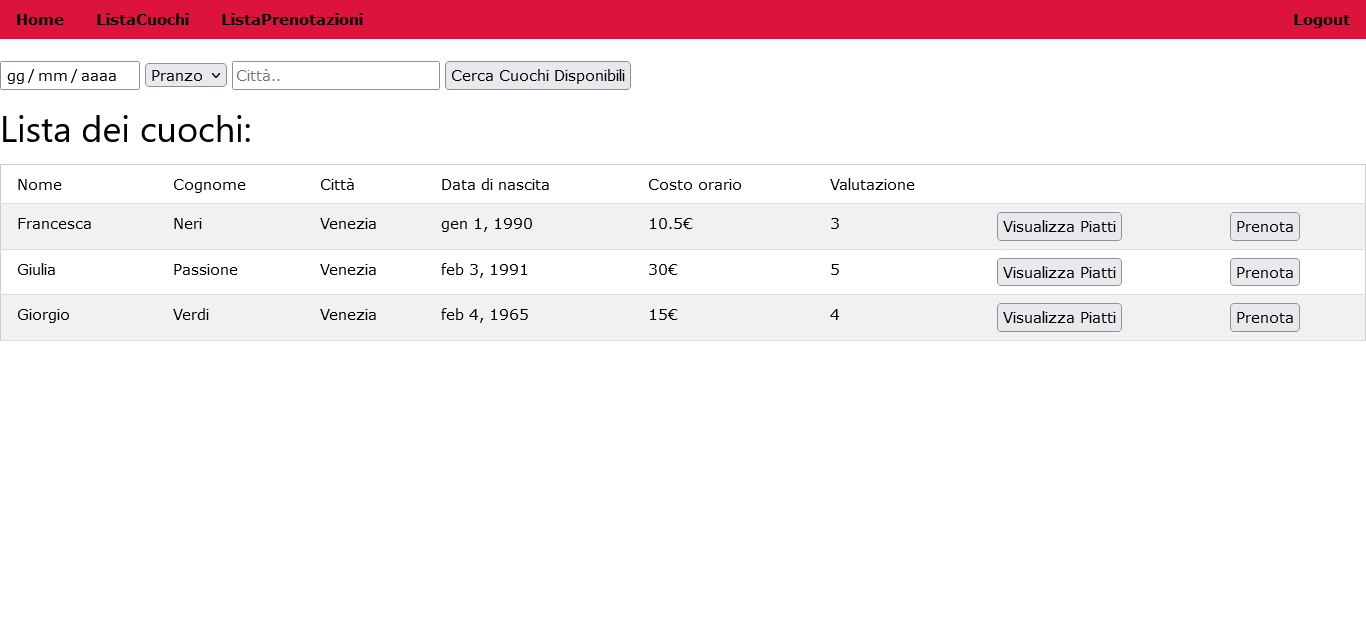 Home ListaCuochi ListaPrenotazioni Logout
gg / mm / aaaa Pranzo Città.. Cerca Cuochi Disponibili
Lista dei cuochi:
Nome Cognome Città Data di nascita Costo orario Valutazione
Francesca Neri Venezia gen 1, 1990 10.5€ 3 Visualizza Piatti Prenota
Giulia Passione Venezia feb 3, 1991 30€ 5 Visualizza Piatti Prenota
Giorgio Verdi Venezia feb 4, 1965 15€ 4 Visualizza Piatti Prenota